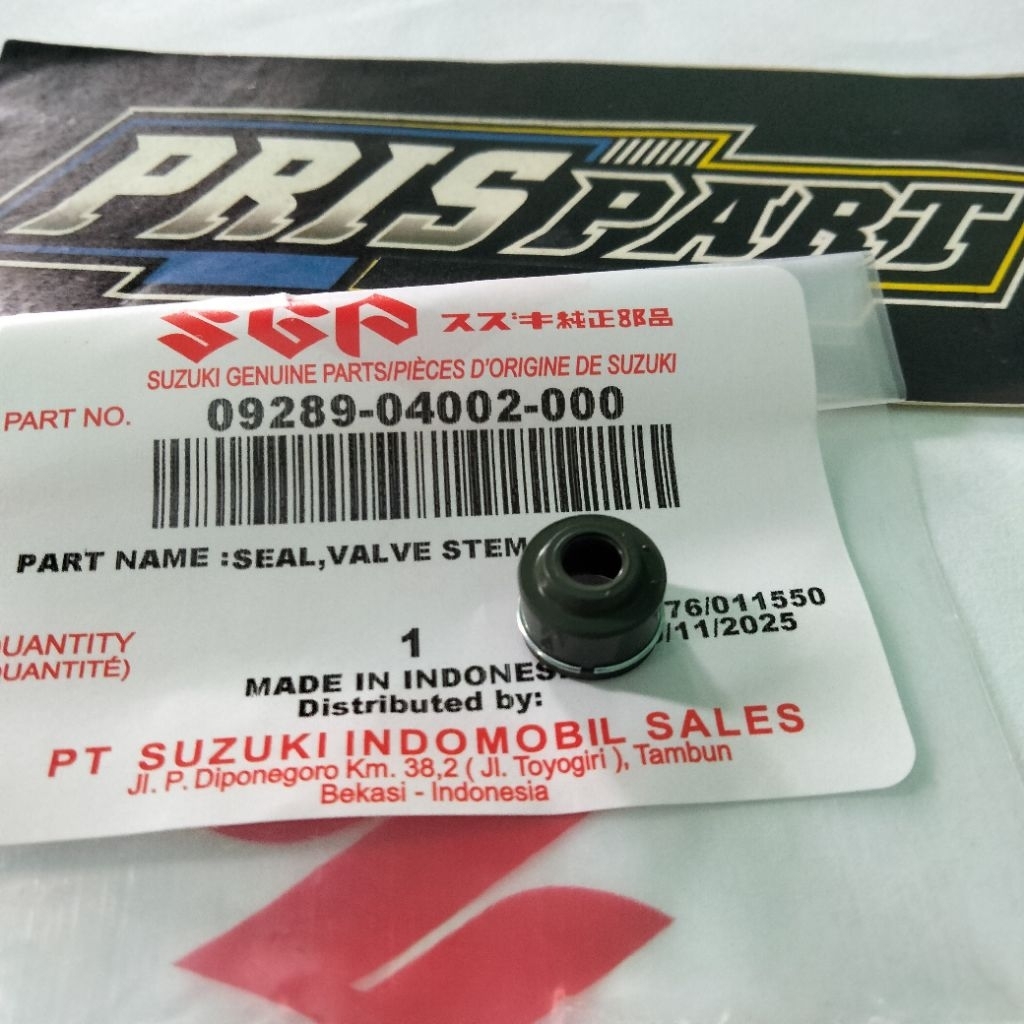 PRISPART
SGP スズキ純正部品
SUZUKI GENUINE PARTS/PIÈCES D'ORIGINE DE SUZUKI
PART NO. 09289-04002-000
PART NAME :SEAL,VALVE STEM
76/011550
/11/2025
QUANTITY 1
QUANTITÉ)
MADE IN INDONES
Distributed by:
PT SUZUKI INDOMOBIL SALES
Jl. P. Diponegoro Km. 38,2 ( Jl. Toyogiri ), Tambun
Bekasi - Indonesia